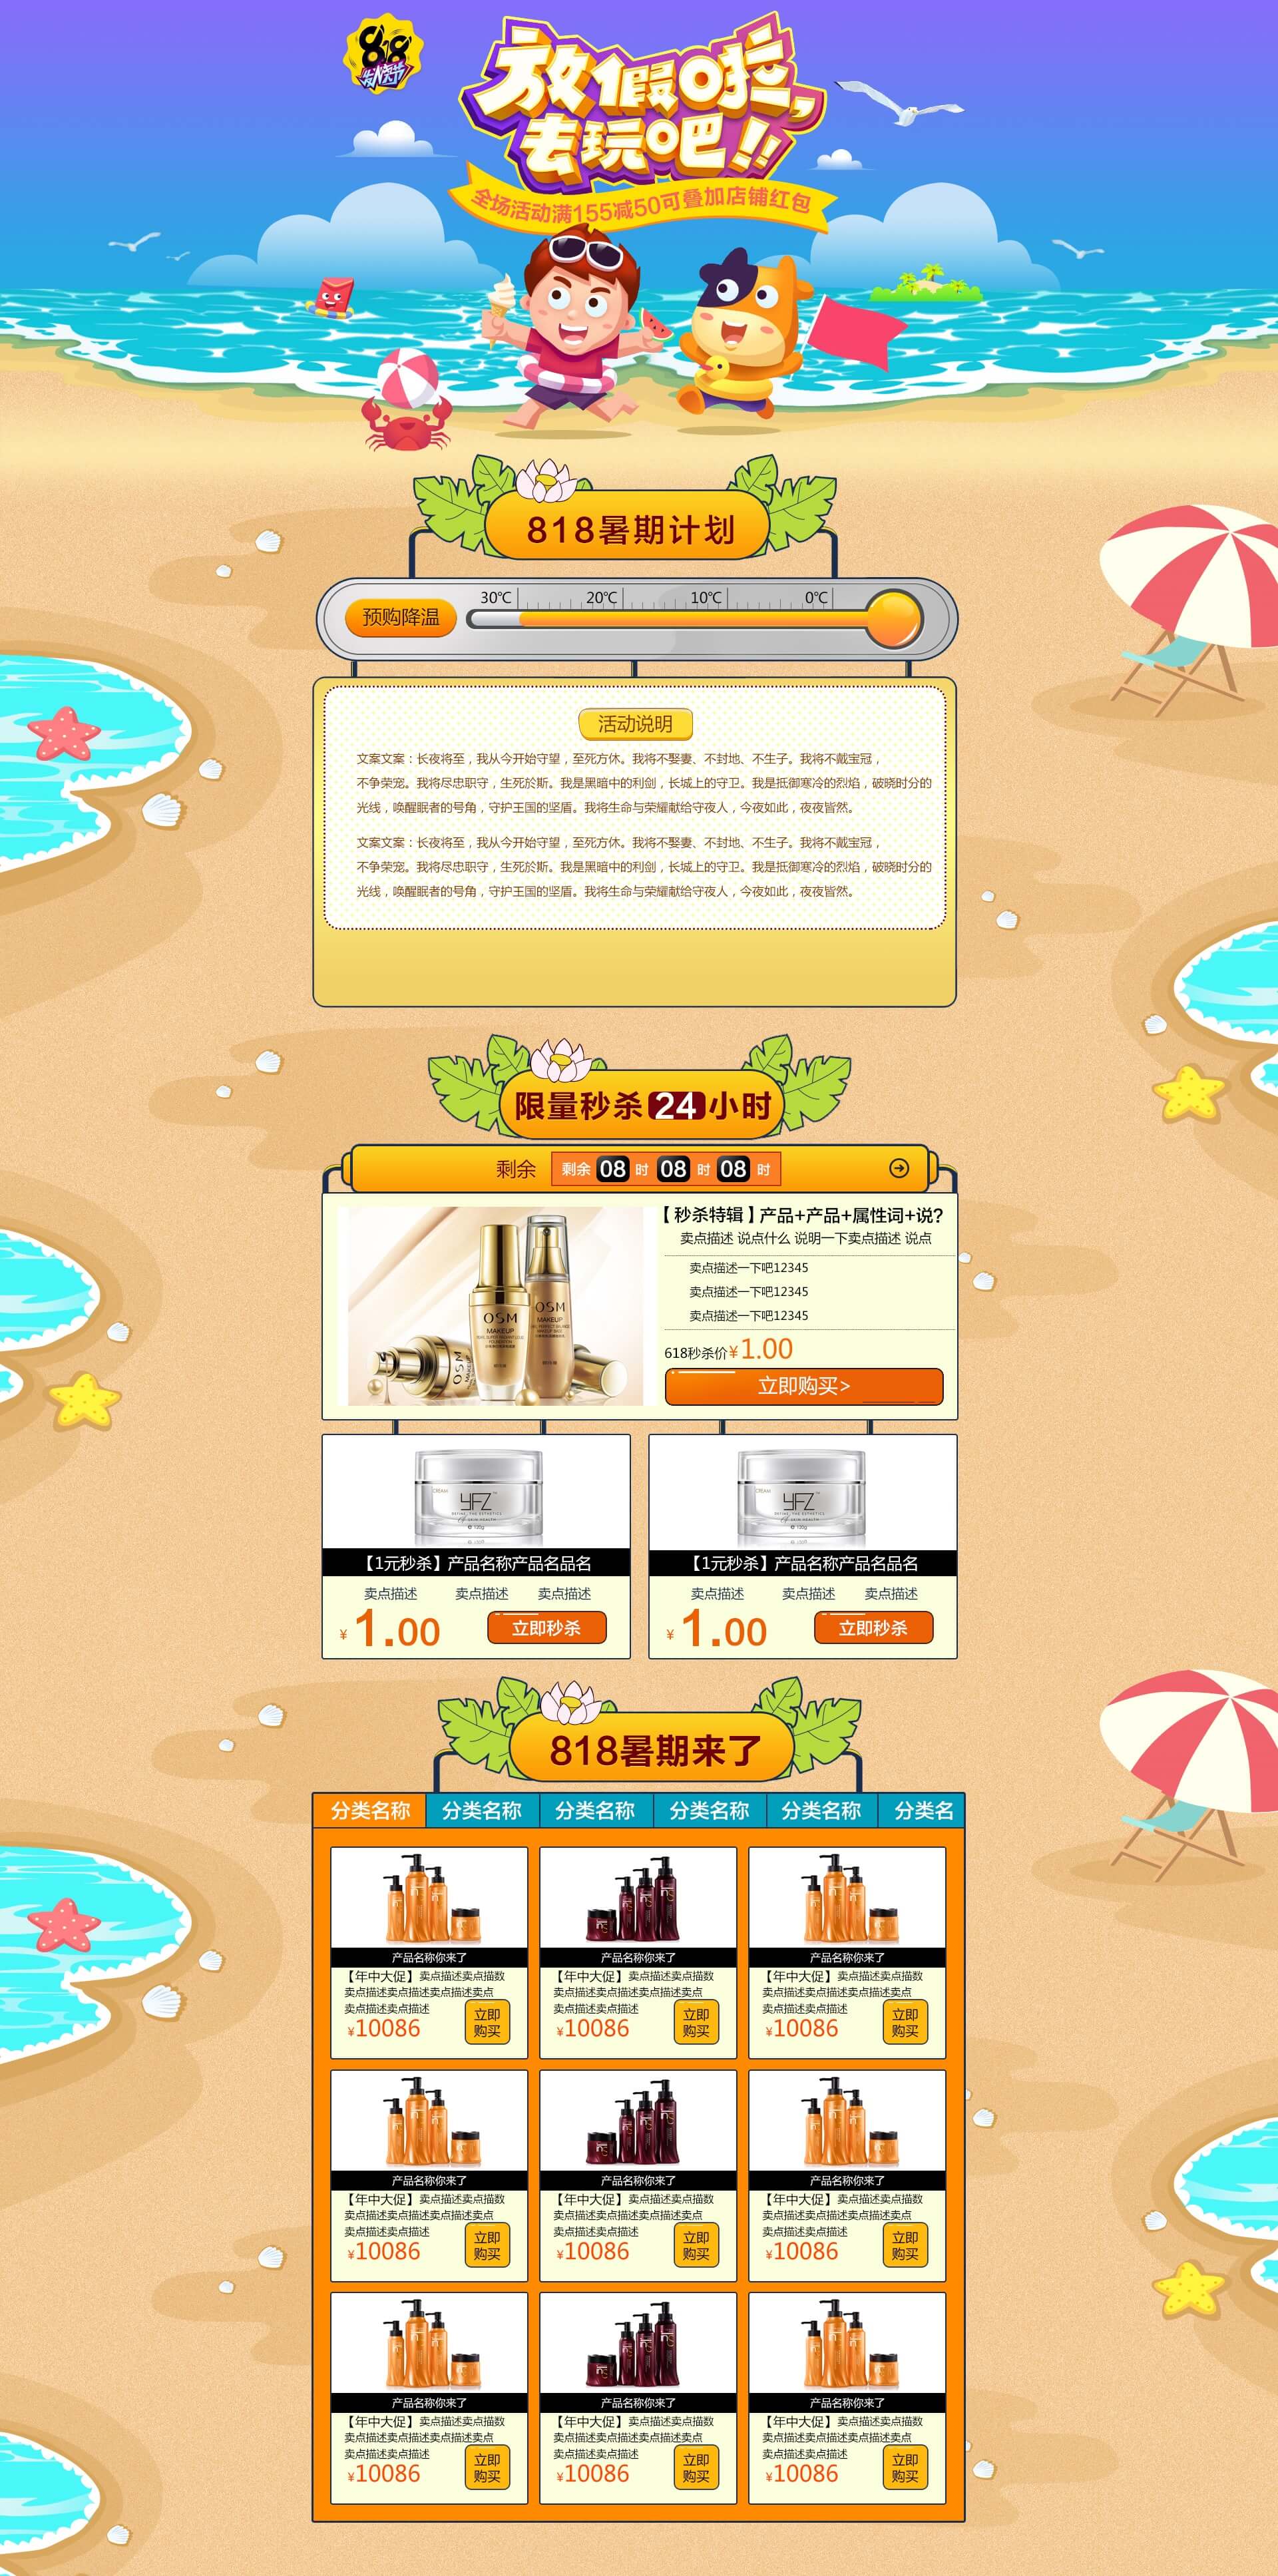 818
发烧节
放假啦,
去玩吧!!
全场活动满155减50可叠加店铺红包
818暑期计划
预购降温
30℃ 20℃ 10℃ 0℃
活动说明
文案文案：长夜将至，我从今开始守望，至死方休。我将不娶妻、不封地、不生子。我将不戴宝冠，
不争荣宠。我将尽忠职守，生死於斯。我是黑暗中的利剑，长城上的守卫。我是抵御寒冷的烈焰，破晓时分的
光线，唤醒眠者的号角，守护王国的坚盾。我将生命与荣耀献给守夜人，今夜如此，夜夜皆然。
文案文案：长夜将至，我从今开始守望，至死方休。我将不娶妻、不封地、不生子。我将不戴宝冠，
不争荣宠。我将尽忠职守，生死於斯。我是黑暗中的利剑，长城上的守卫。我是抵御寒冷的烈焰，破晓时分的
光线，唤醒眠者的号角，守护王国的坚盾。我将生命与荣耀献给守夜人，今夜如此，夜夜皆然。
限量秒杀24小时
剩余 剩余 08 时 08 时 08 时
OSM
MAKEUP
OSM
MAKEUP
OSM
【秒杀特辑】产品+产品+属性词+说?
卖点描述 说点什么 说明一下卖点描述 说点
卖点描述一下吧12345
卖点描述一下吧12345
卖点描述一下吧12345
618秒杀价¥1.00
立即购买>
CREAM YFZ CREAM YFZ
【1元秒杀】产品名称产品名品名 【1元秒杀】产品名称产品名品名
卖点描述 卖点描述 卖点描述 卖点描述 卖点描述 卖点描述
¥ 1.00 立即秒杀 ¥ 1.00 立即秒杀
818暑期来了
分类名称 分类名称 分类名称 分类名称 分类名称 分类名
产品名称你来了 产品名称你来了 产品名称你来了
【年中大促】卖点描述卖点描数 【年中大促】卖点描述卖点描数 【年中大促】卖点描述卖点描数
卖点描述卖点描述卖点描述卖点 卖点描述卖点描述卖点描述卖点 卖点描述卖点描述卖点描述卖点
卖点描述卖点描述 卖点描述卖点描述 卖点描述卖点描述
¥10086 立即购买 ¥10086 立即购买 ¥10086 立即购买
产品名称你来了 产品名称你来了 产品名称你来了
【年中大促】卖点描述卖点描数 【年中大促】卖点描述卖点描数 【年中大促】卖点描述卖点描数
卖点描述卖点描述卖点描述卖点 卖点描述卖点描述卖点描述卖点 卖点描述卖点描述卖点描述卖点
卖点描述卖点描述 卖点描述卖点描述 卖点描述卖点描述
¥10086 立即购买 ¥10086 立即购买 ¥10086 立即购买
产品名称你来了 产品名称你来了 产品名称你来了
【年中大促】卖点描述卖点描数 【年中大促】卖点描述卖点描数 【年中大促】卖点描述卖点描数
卖点描述卖点描述卖点描述卖点 卖点描述卖点描述卖点描述卖点 卖点描述卖点描述卖点描述卖点
卖点描述卖点描述 卖点描述卖点描述 卖点描述卖点描述
¥10086 立即购买 ¥10086 立即购买 ¥10086 立即购买